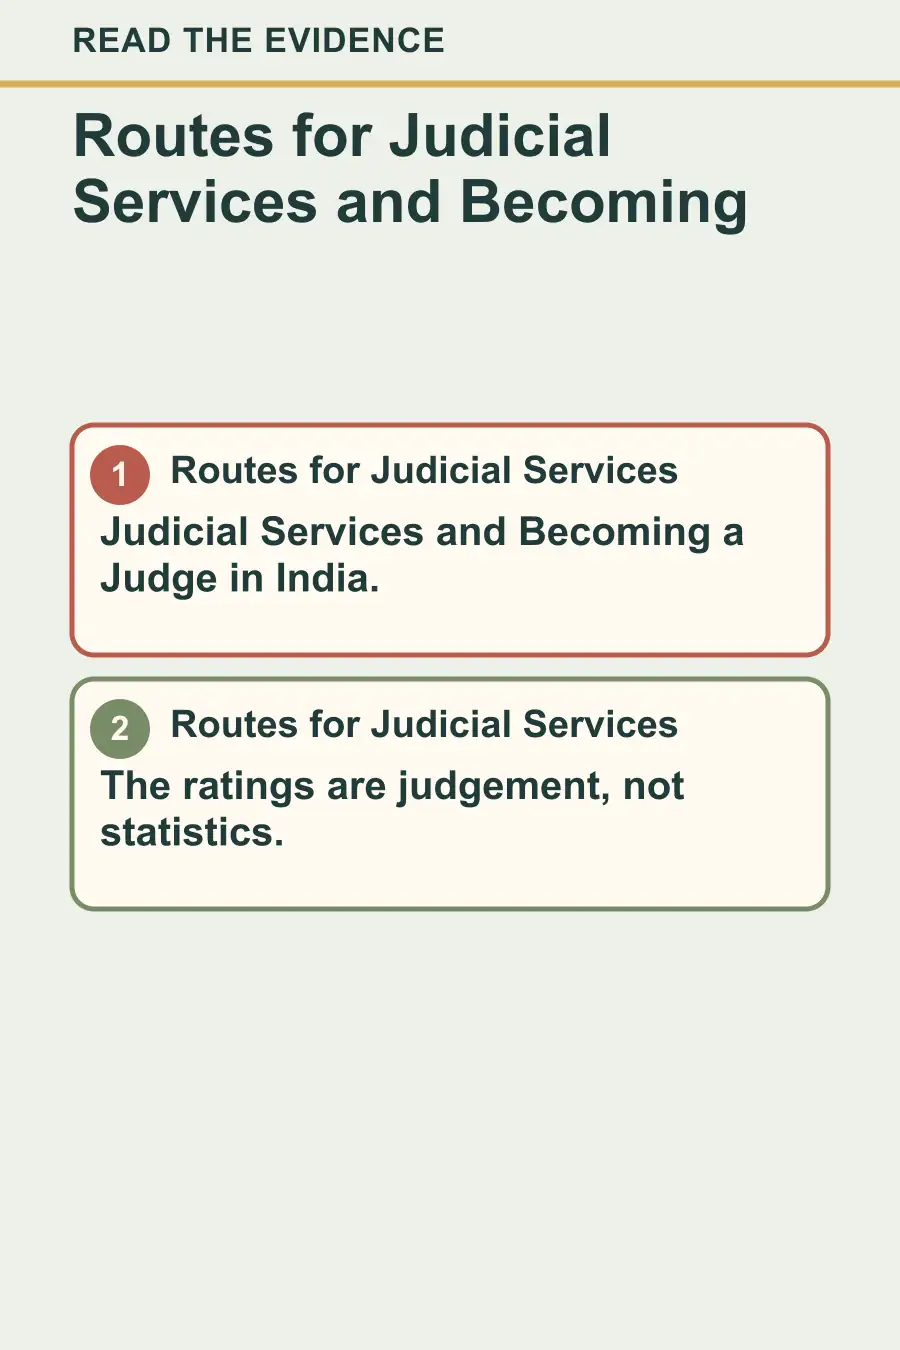 READ THE EVIDENCE
Routes for Judicial
Services and Becoming
1 Routes for Judicial Services
Judicial Services and Becoming a
Judge in India.
2 Routes for Judicial Services
The ratings are judgement, not
statistics.